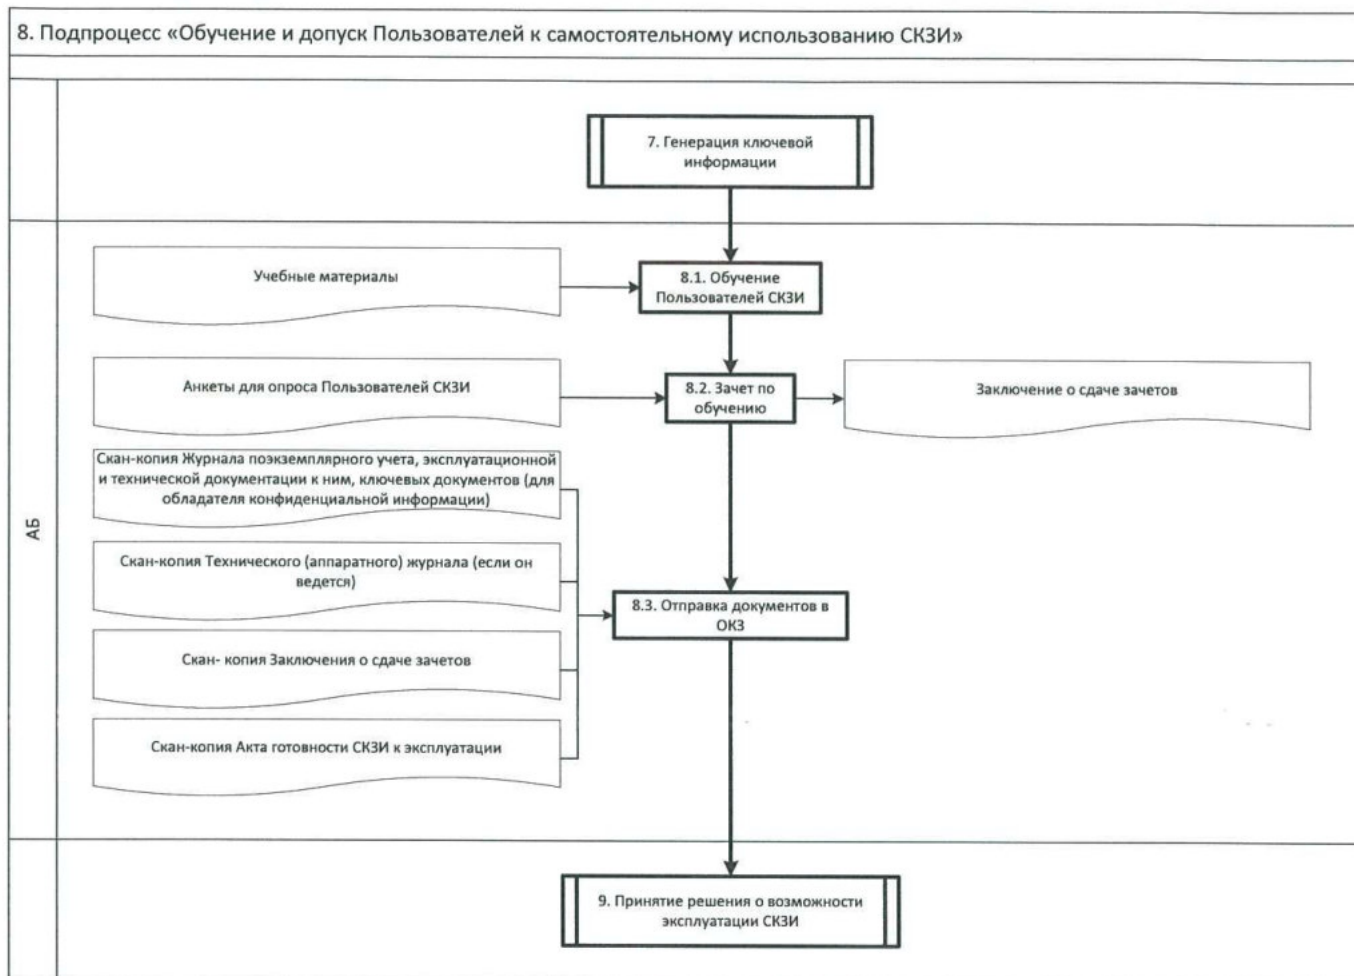 8. Подпроцесс «Обучение и допуск Пользователей к самостоятельному использованию СКЗИ»
7. Генерация ключевой
информации
АБ
Учебные материалы
8.1. Обучение
Пользователей СКЗИ
Анкеты для опроса Пользователей СКЗИ
8.2. Зачет по
обучению
Заключение о сдаче зачетов
Скан-копия Журнала поэкземплярного учета, эксплуатационной
и технической документации к ним, ключевых документов (для
обладателя конфиденциальной информации)
Скан-копия Технического (аппаратного) журнала (если он
ведется)
Скан- копия Заключения о сдаче зачетов
Скан-копия Акта готовности СКЗИ к эксплуатации
8.3. Отправка документов в
ОКЗ
9. Принятие решения о возможности
эксплуатации СКЗИ